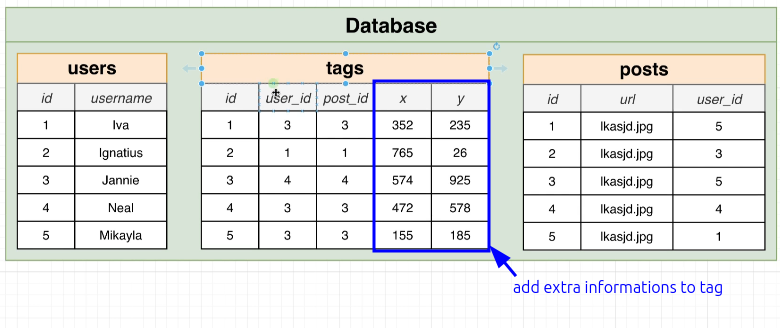 Database
users
id username
1 Iva
2 Ignatius
3 Jannie
4 Neal
5 Mikayla
tags
id user_id post_id x y
1 3 3 352 235
2 1 1 765 26
3 4 4 574 925
4 3 3 472 578
5 3 3 155 185
posts
id url user_id
1 lkasjd.jpg 5
2 lkasjd.jpg 3
3 lkasjd.jpg 5
4 lkasjd.jpg 4
5 lkasjd.jpg 1
add extra informations to tag